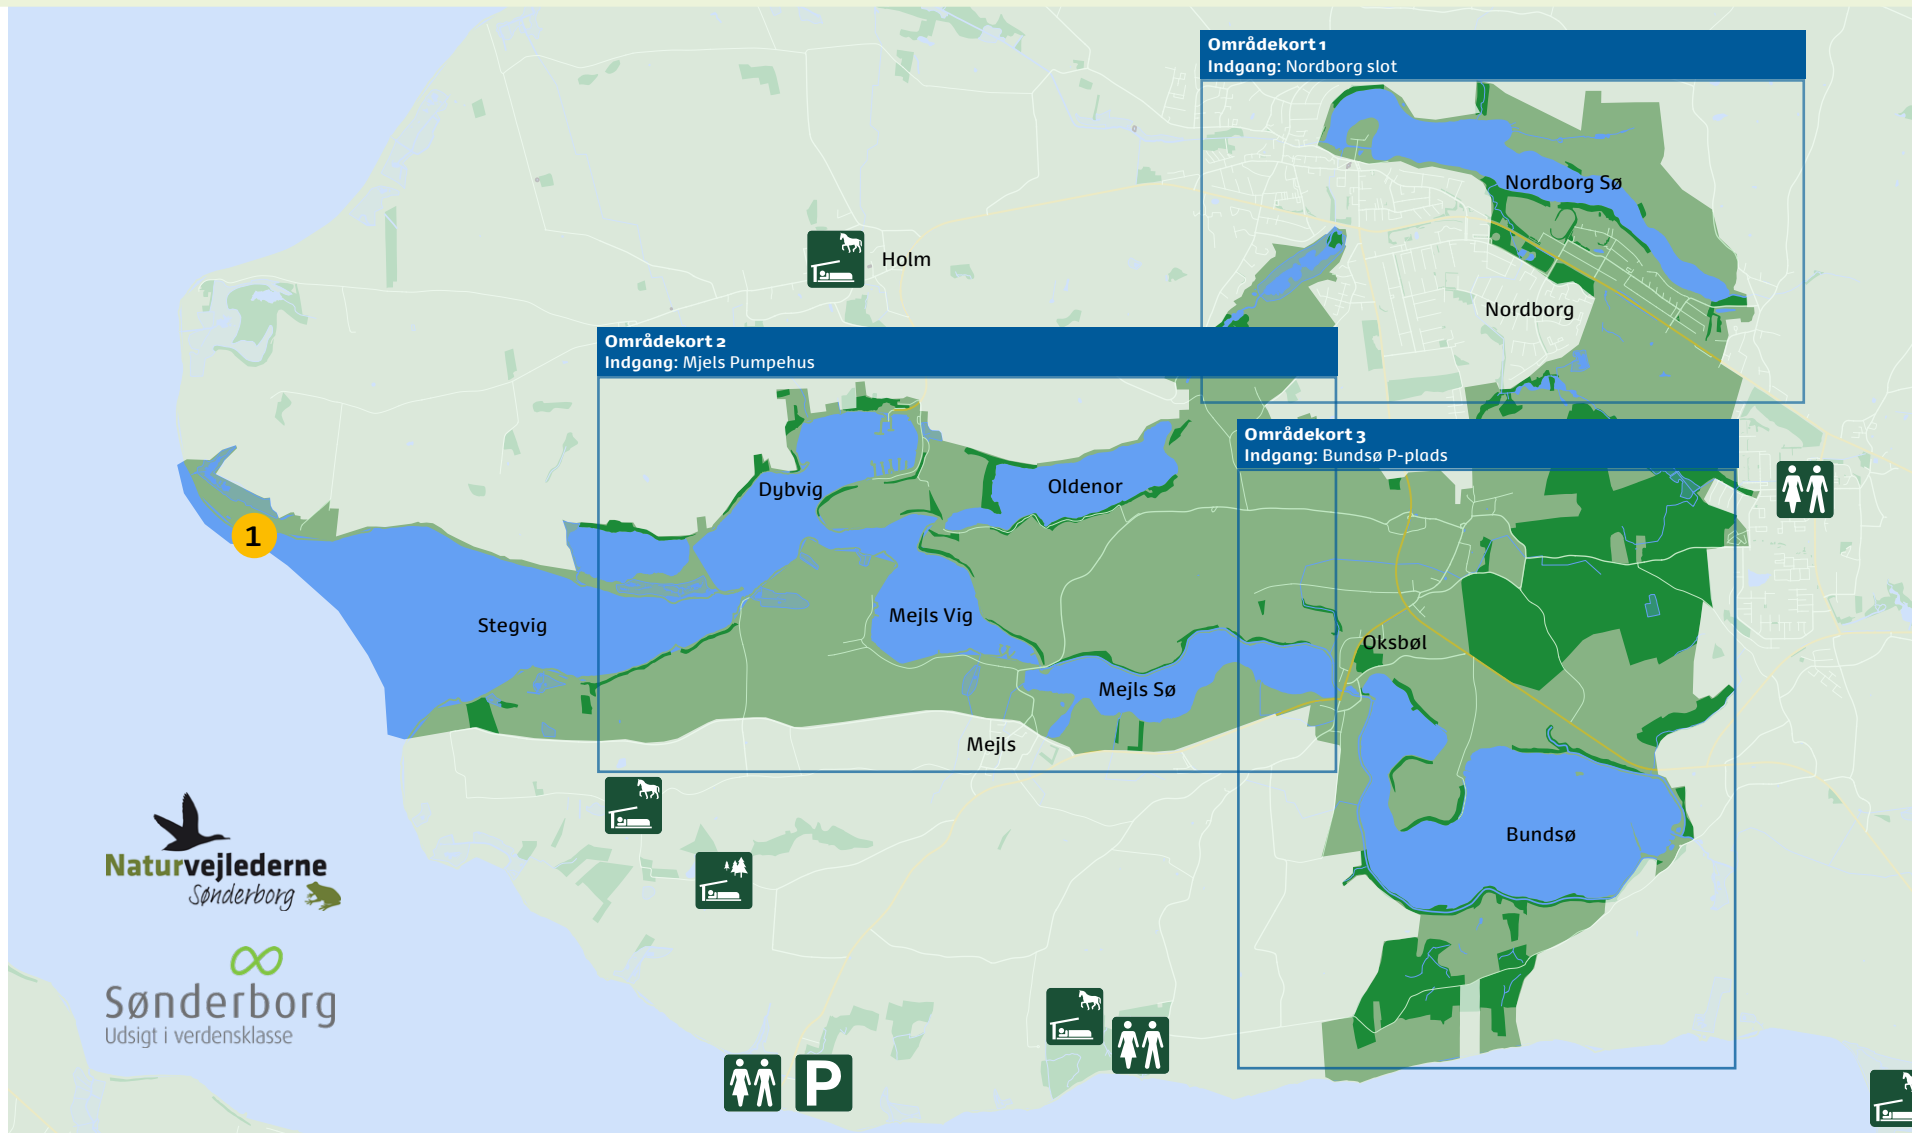 Områdekort 1
Indgang: Nordborg slot
Nordborg Sø
Holm
Nordborg
Områdekort 2
Indgang: Mjels Pumpehus
Områdekort 3
Indgang: Bundsø P-plads
Dybvig
Oldenor
1
Stegvig
Mejls Vig
Oksbøl
Mejls Sø
Mejls
Bundsø
Naturvejlederne
Sønderborg
Sønderborg
Udsigt i verdensklasse
P